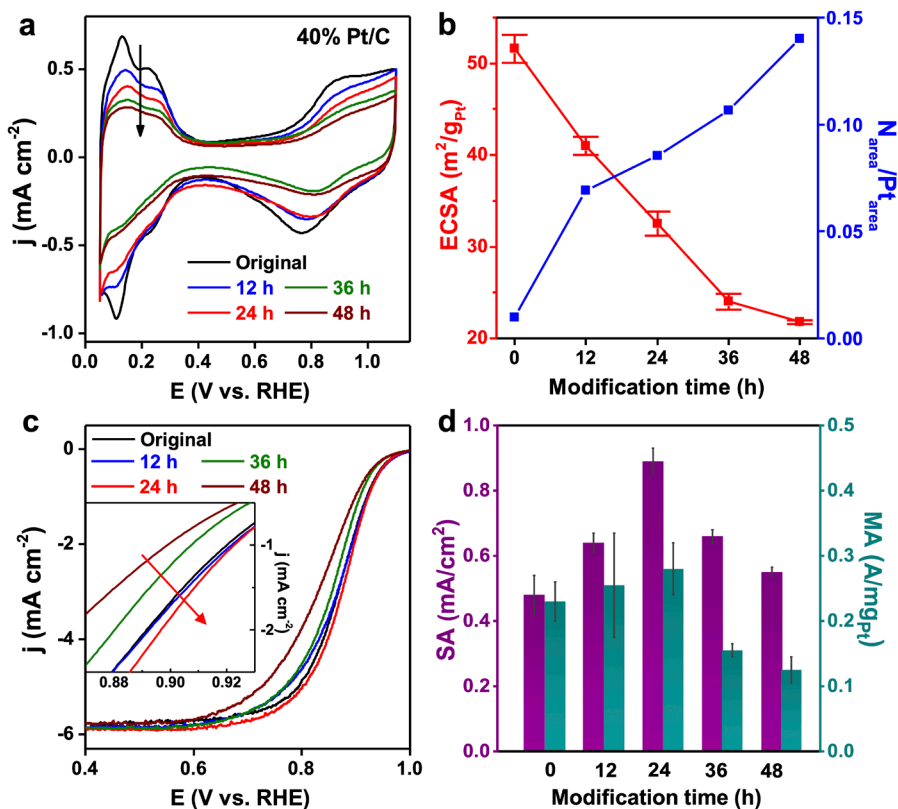 a
40% Pt/C
0.5
0.0
-0.5
-1.0
j (mA cm-2)
Original
12 h
36 h
24 h
48 h
0.0 0.2 0.4 0.6 0.8 1.0
E (V vs. RHE)
b
50
40
30
20
ECSA (m²/gPt)
0.15
0.10
0.05
0.00
Narea/Ptarea
0 12 24 36 48
Modification time (h)
c
Original
12 h
36 h
24 h
48 h
0
-2
-4
-6
j (mA cm-2)
-1
-2
j (mA cm-2)
0.88 0.90 0.92
0.4 0.6 0.8 1.0
E (V vs. RHE)
d
1.0
0.8
0.6
0.4
0.2
0.0
SA (mA/cm²)
0.5
0.4
0.3
0.2
0.1
0.0
MA (A/mgPt)
0 12 24 36 48
Modification time (h)